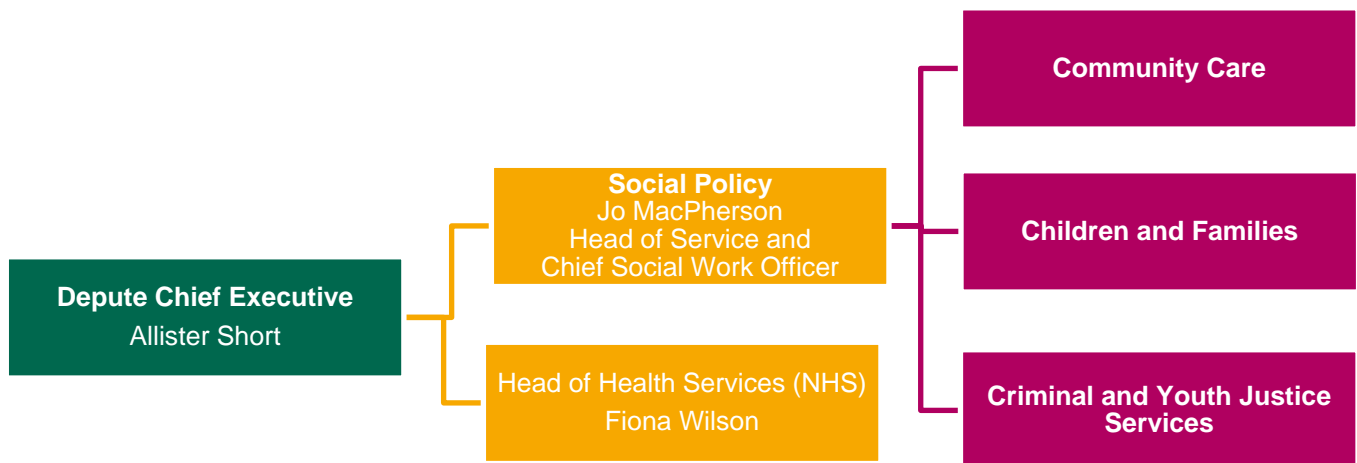 Depute Chief Executive
Allister Short
Social Policy
Jo MacPherson
Head of Service and
Chief Social Work Officer
Head of Health Services (NHS)
Fiona Wilson
Community Care
Children and Families
Criminal and Youth Justice
Services